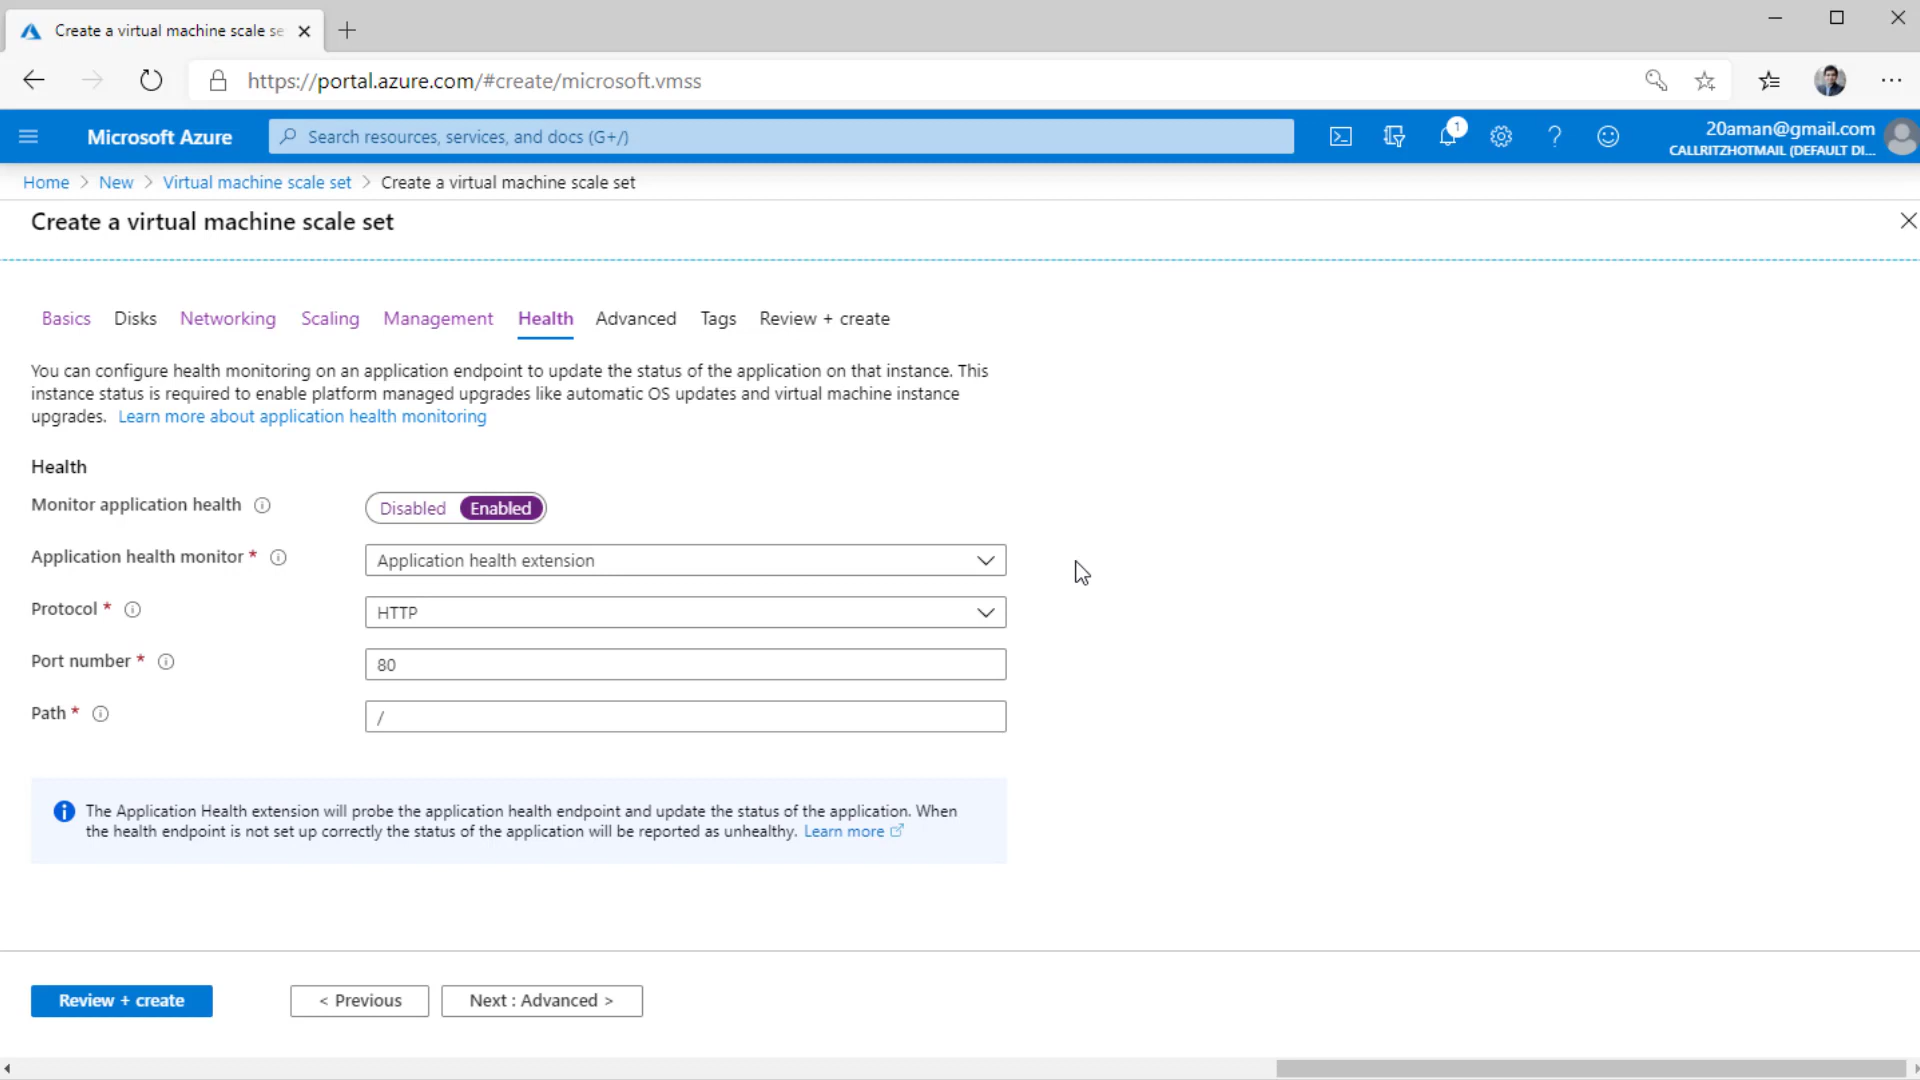 Create a virtual machine scale se
https://portal.azure.com/#create/microsoft.vmss
Microsoft Azure
Search resources, services, and docs (G+/)
1
20aman@gmail.com
CALLRITZHOTMAIL (DEFAULT DI...
Home > New > Virtual machine scale set > Create a virtual machine scale set
Create a virtual machine scale set
Basics Disks Networking Scaling Management Health Advanced Tags Review + create
You can configure health monitoring on an application endpoint to update the status of the application on that instance. This
instance status is required to enable platform managed upgrades like automatic OS updates and virtual machine instance
upgrades. Learn more about application health monitoring
Health
Monitor application health
Disabled Enabled
Application health monitor *
Application health extension
Protocol *
HTTP
Port number *
80
Path *
/
The Application Health extension will probe the application health endpoint and update the status of the application. When
the health endpoint is not set up correctly the status of the application will be reported as unhealthy. Learn more
Review + create
< Previous
Next : Advanced >